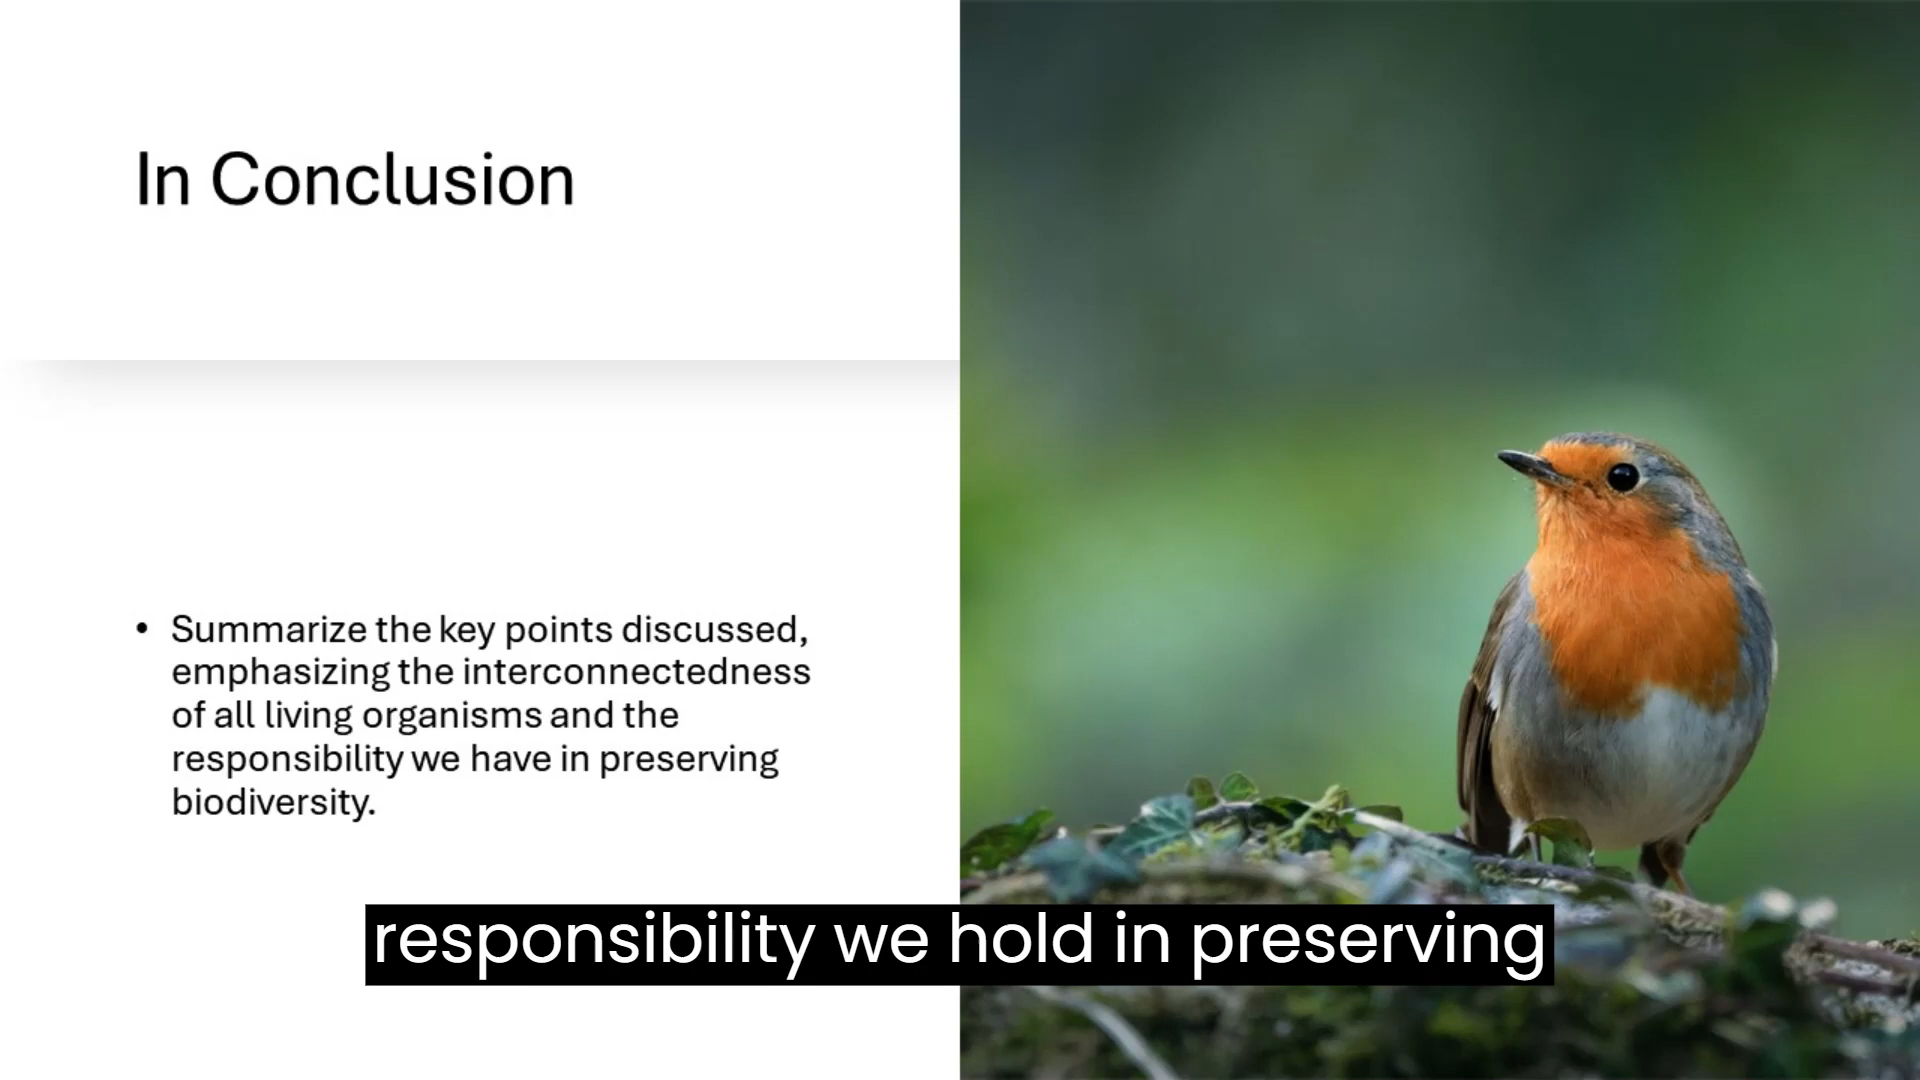 In Conclusion
• Summarize the key points discussed,
emphasizing the interconnectedness
of all living organisms and the
responsibility we have in preserving
biodiversity.
responsibility we hold in preserving